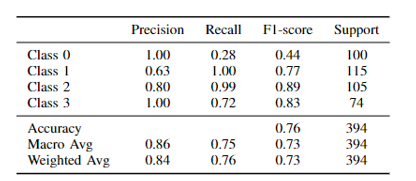 Precision Recall F1-score Support
Class 0 1.00 0.28 0.44 100
Class 1 0.63 1.00 0.77 115
Class 2 0.80 0.99 0.89 105
Class 3 1.00 0.72 0.83 74
Accuracy 0.76 394
Macro Avg 0.86 0.75 0.73 394
Weighted Avg 0.84 0.76 0.73 394